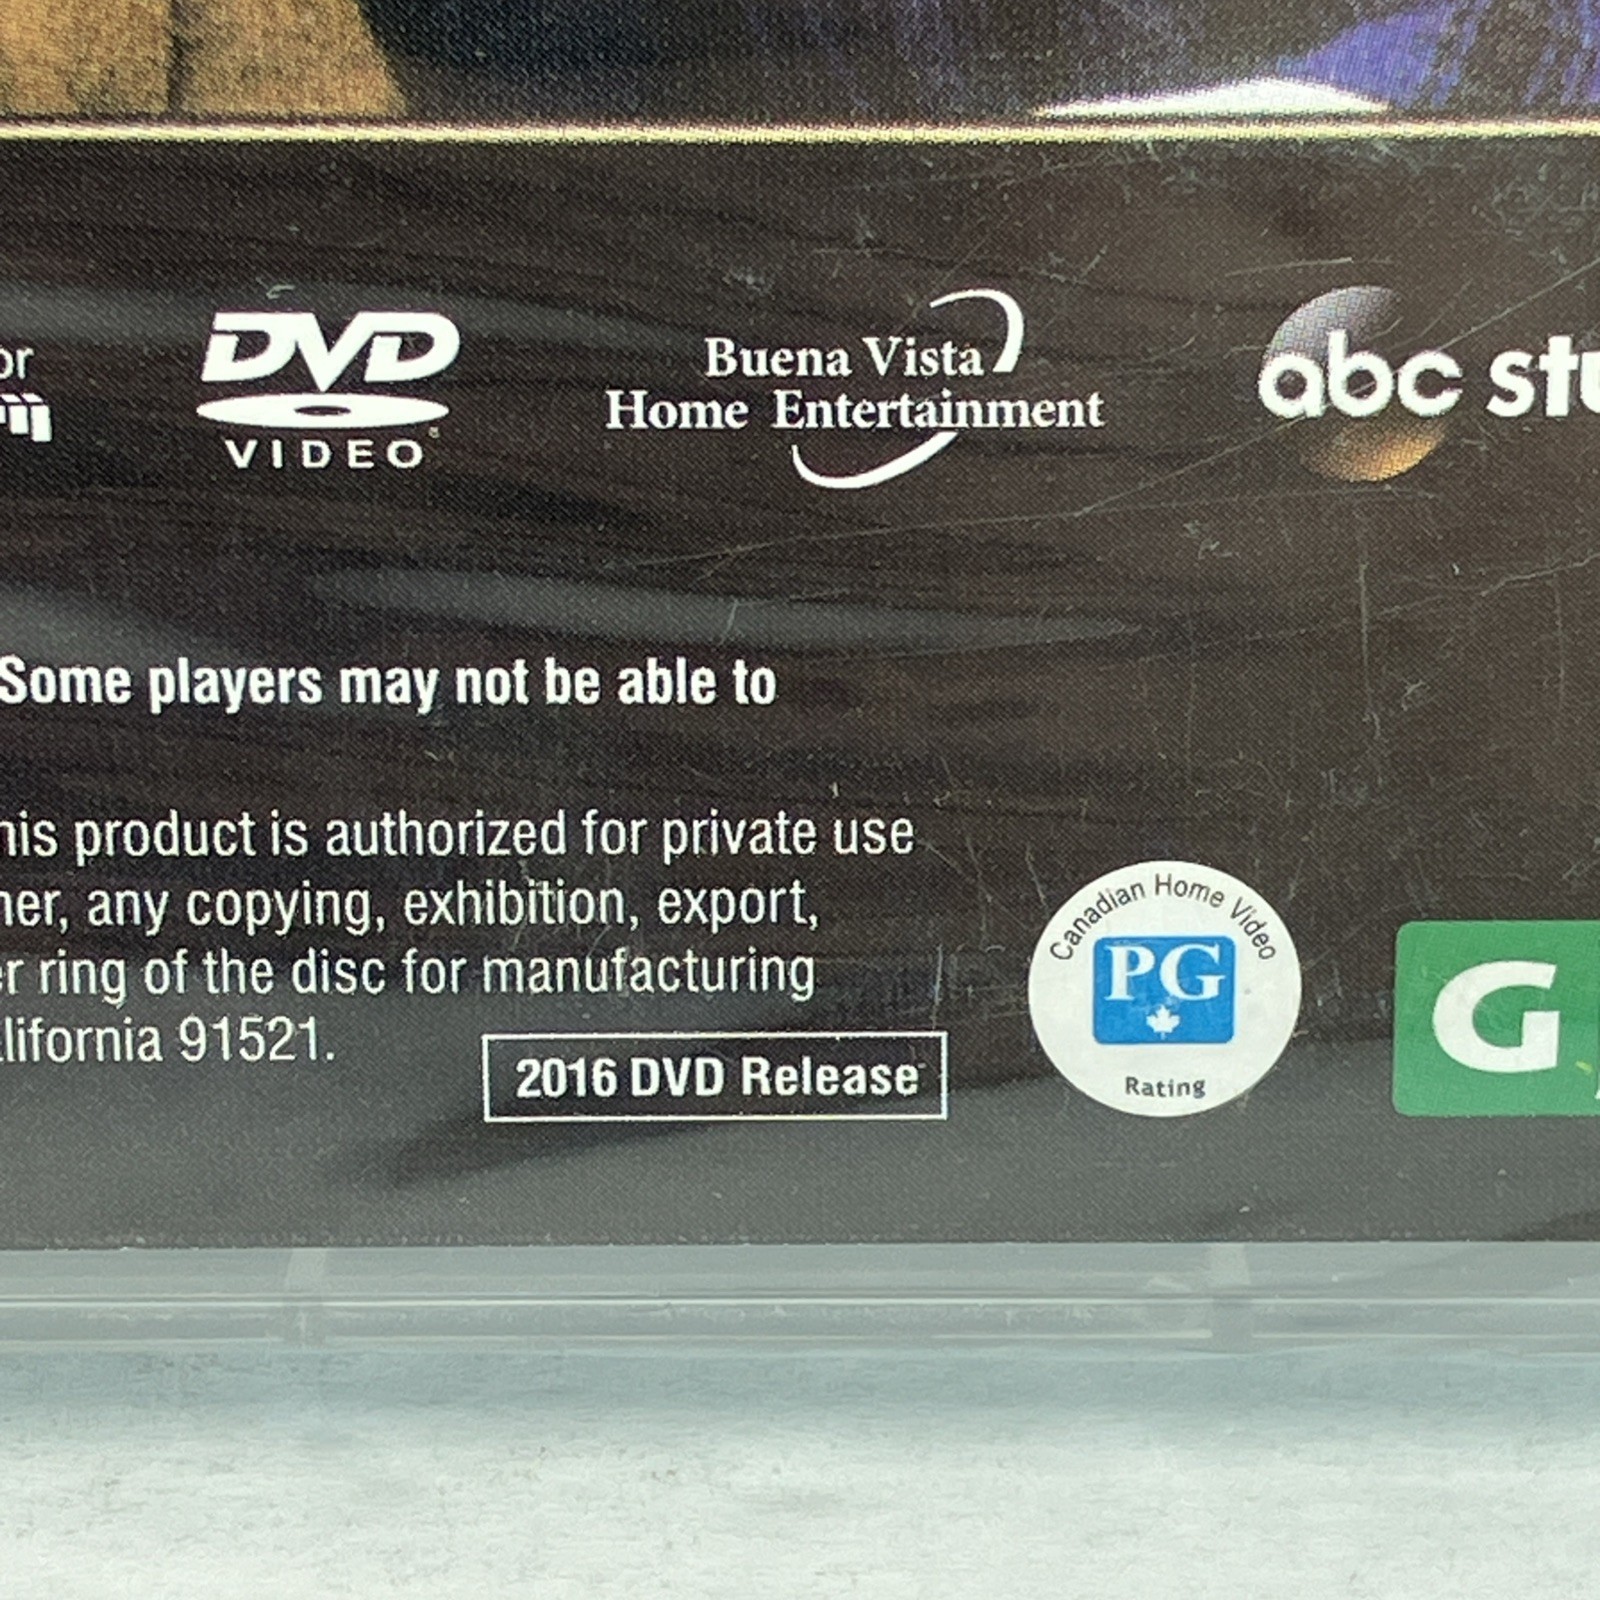 or
DVD
VIDEO
Buena Vista
Home Entertainment
abc
Some players may not be able to
his product is authorized for private use
ner, any copying, exhibition, export,
er ring of the disc for manufacturing
lifornia 91521.
2016 DVD Release
Canadian Home Video
PG
Rating
G